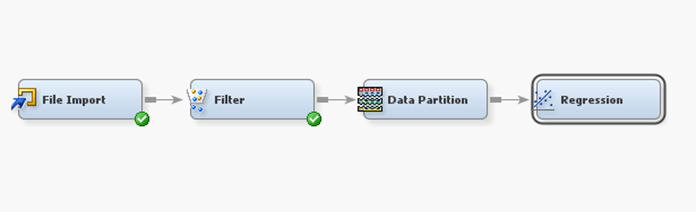 File Import
Filter
Data Partition
Regression